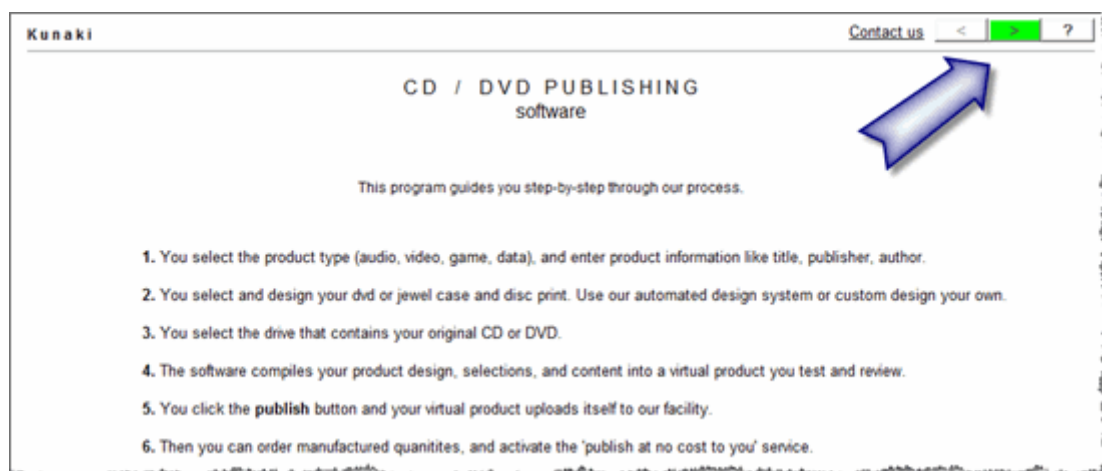 Kunaki
Contact us < > ?
CD / DVD PUBLISHING
software
This program guides you step-by-step through our process.
1. You select the product type (audio, video, game, data), and enter product information like title, publisher, author.
2. You select and design your dvd or jewel case and disc print. Use our automated design system or custom design your own.
3. You select the drive that contains your original CD or DVD.
4. The software compiles your product design, selections, and content into a virtual product you test and review.
5. You click the publish button and your virtual product uploads itself to our facility.
6. Then you can order manufactured quanitites, and activate the 'publish at no cost to you' service.